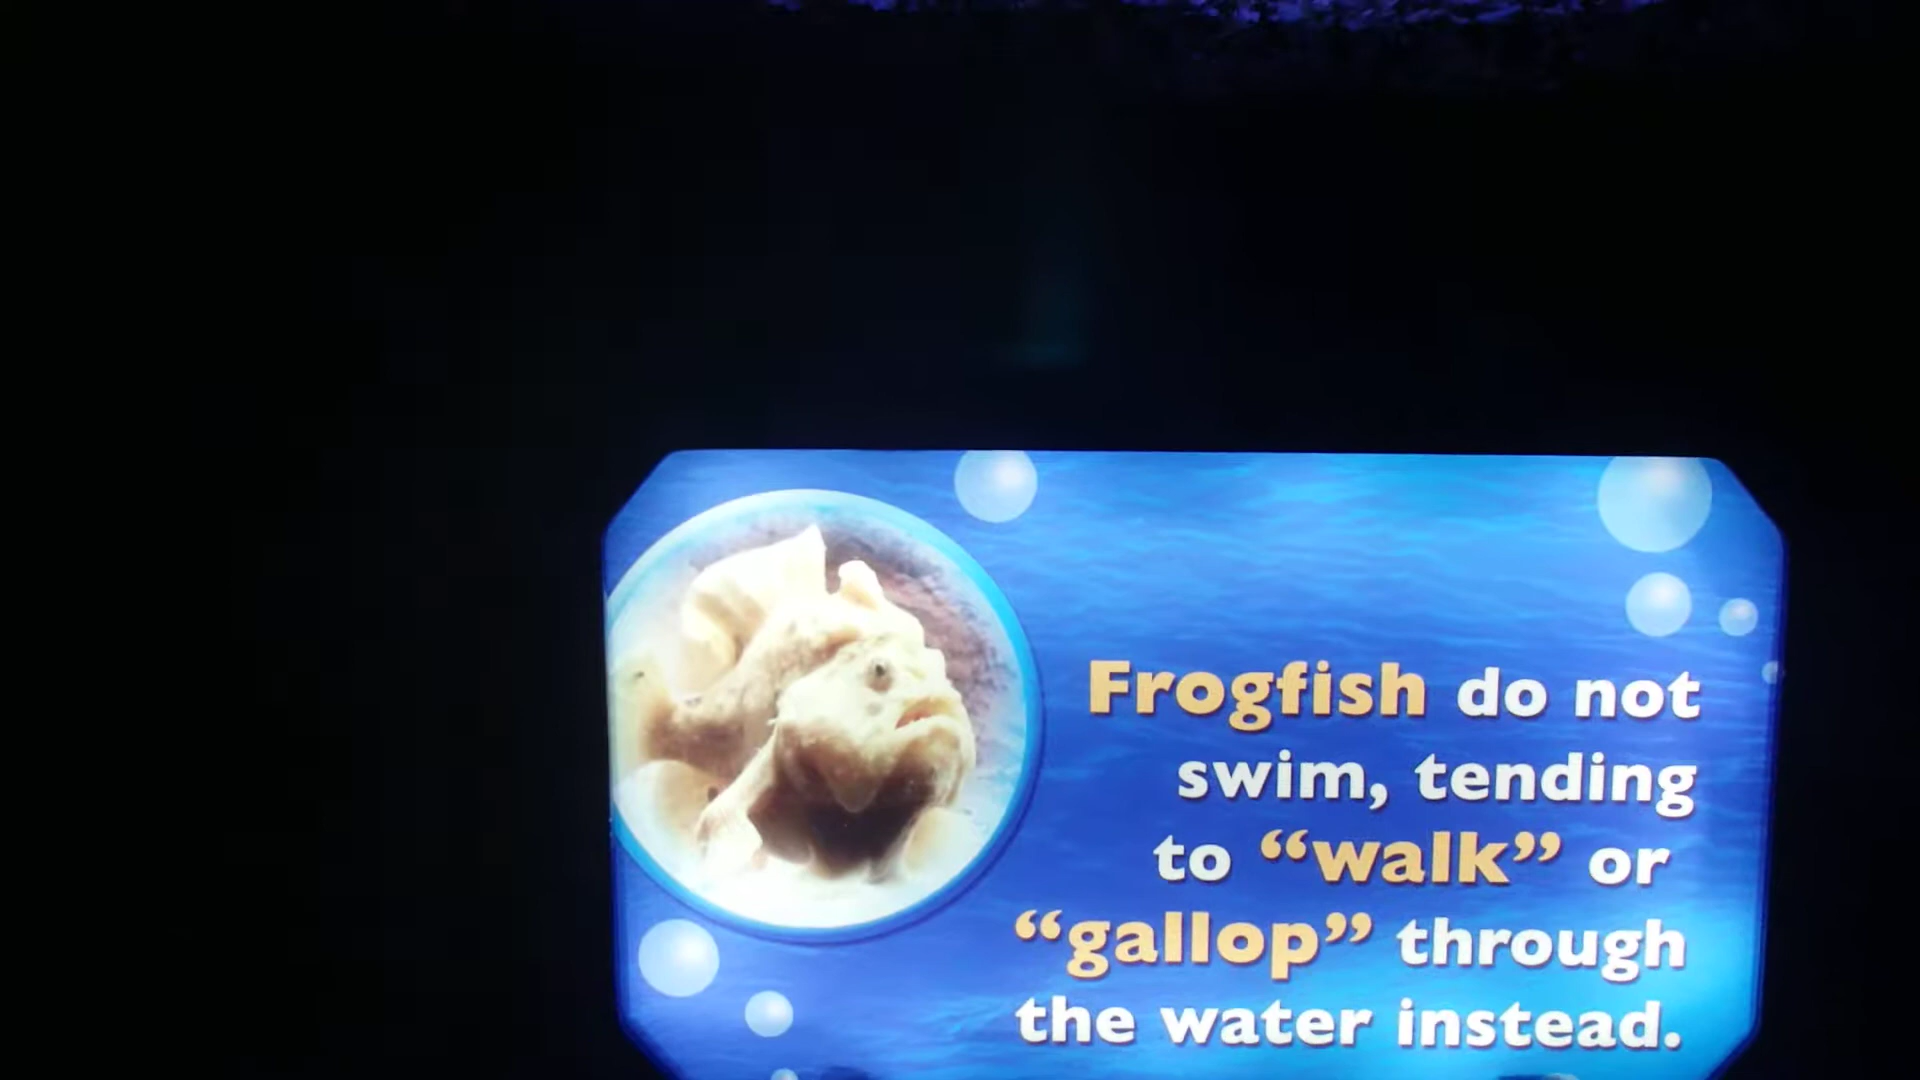 Frogfish do not
swim, tending
to “walk” or
“gallop” through
the water instead.